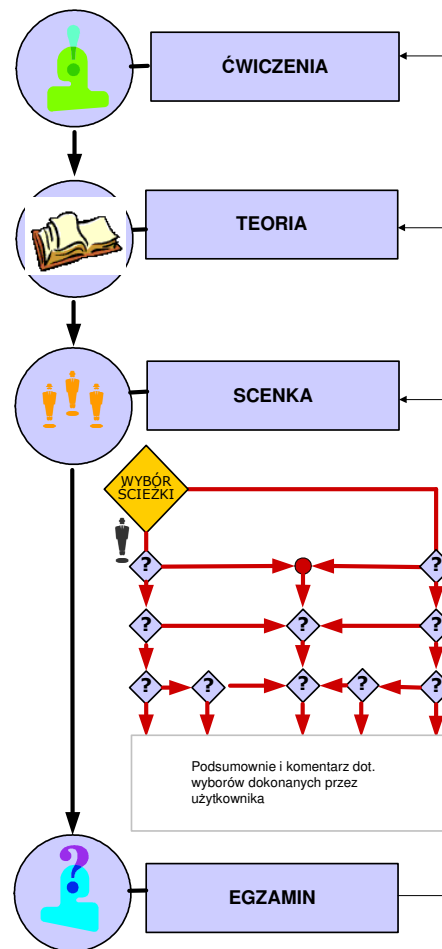 ĆWICZENIA
TEORIA
SCENKA
WYBÓR
ŚCIEŻKI
?
?
?
?
?
?
?
?
?
?
Podsumownie i komentarz dot.
wyborów dokonanych przez
użytkownika
?
EGZAMIN